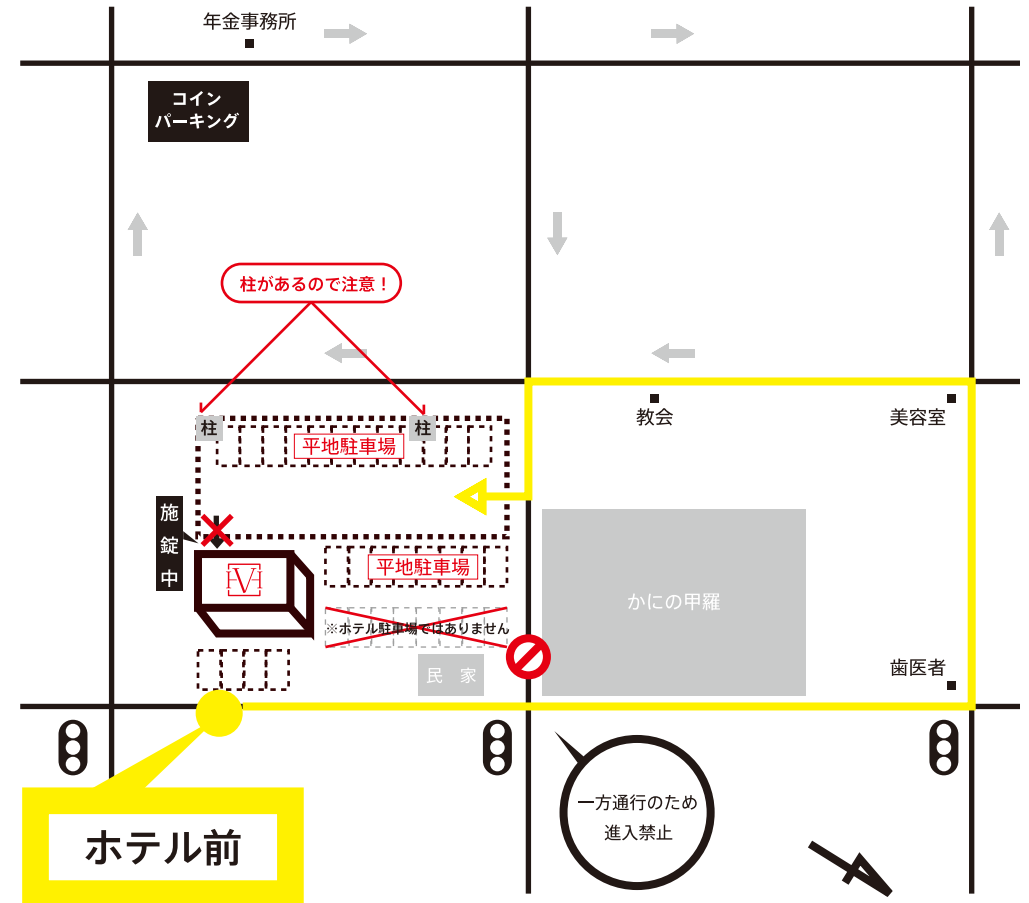 年金事務所
コイン
パーキング
柱があるので注意！
教会
美容室
柱
柱
平地駐車場
施錠中
平地駐車場
かにの甲羅
※ホテル駐車場ではありません
民 家
歯医者
一方通行のため
進入禁止
ホテル前